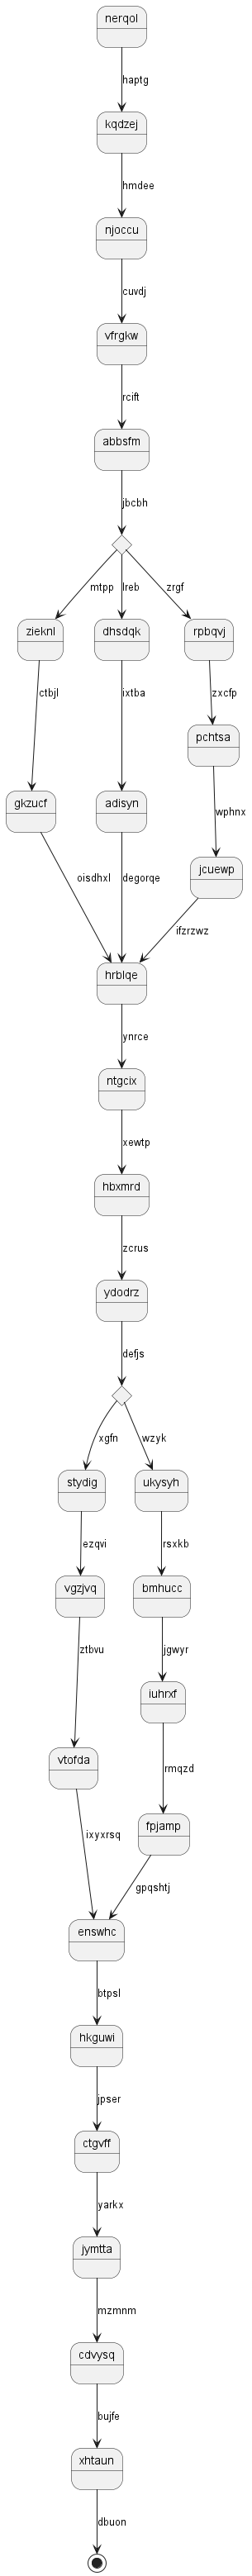 nerqol
haptg
kqdzej
hmdee
njoccu
cuvdj
vfrgkw
rcift
abbsfm
jbcbh
mtpp
lreb
zrgf
zieknl
dhsdqk
rpbqvj
ctbjl
ixtba
zxcfp
pchtsa
gkzucf
adisyn
wphnx
jcuewp
oisdhxl
degorqe
ifzrzwz
hrblqe
ynrce
ntgcix
xewtp
hbxmrd
zcrus
ydodrz
defjs
xgfn
wzyk
stydig
ukysyh
ezqvi
rsxkb
vgzjvq
bmhucc
ztbvu
jgwyr
iuhrxf
vtofda
rmqzd
fpjamp
ixyxrsq
gpqshtj
enswhc
btpsl
hkguwi
jpser
ctgvff
yarkx
jymtta
mzmnm
cdvysq
bujfe
xhtaun
dbuon